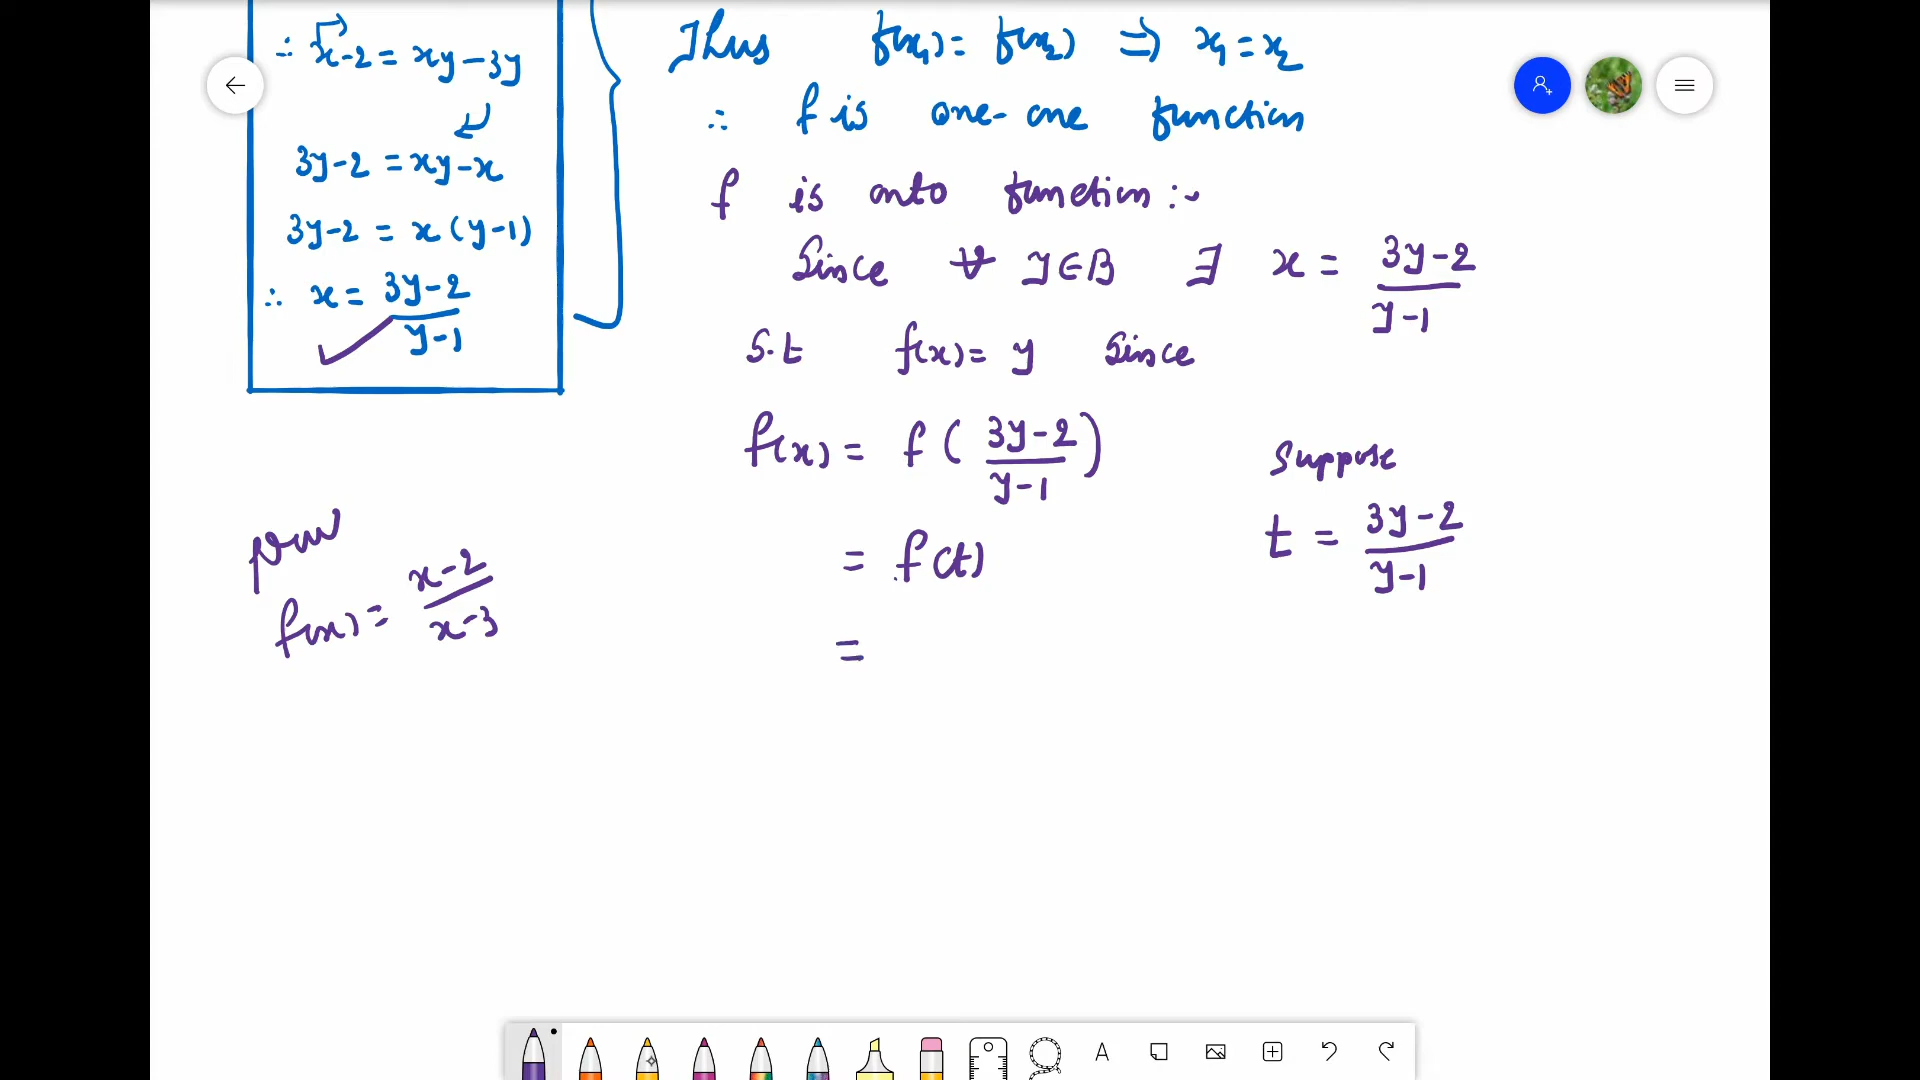 ∴ x-2 = xy-3y
3y-2 = xy-x
3y-2 = x(y-1)
∴ x = 3y-2
y-1
Thus f(x₁) = f(x₂) ⇒ x₁ = x₂
∴ f is one-one function
f is onto function :-
Since ∀ y∈B ∃ x = 3y-2
y-1
S.t f(x) = y Since
f(x) = f(3y-2)
y-1
Suppose
= f(t)
t = 3y-2
y-1
=
f(x) = x-2
x-3
A